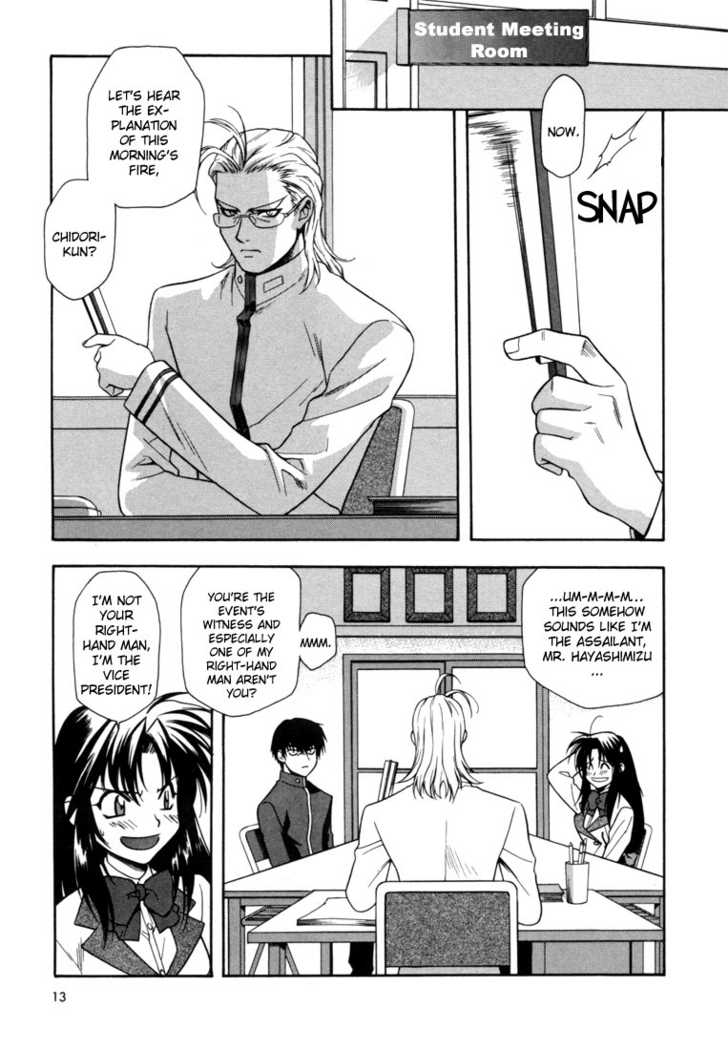 Student Meeting
Room
NOW.
SNAP
LET'S HEAR
THE EX-
PLANATION
OF THIS
MORNING'S
FIRE,
CHIDORI-
KUN?
...UM-M-M-M..
THIS SOMEHOW
SOUNDS LIKE I'M
THE ASSAILANT,
MR. HAYASHIMIZU
...
MMM.
YOU'RE THE
EVENT'S
WITNESS AND
ESPECIALLY
ONE OF MY
RIGHT-HAND
MAN AREN'T
YOU?
I'M NOT
YOUR
RIGHT-
HAND MAN,
I'M THE
VICE
PRESIDENT!
13